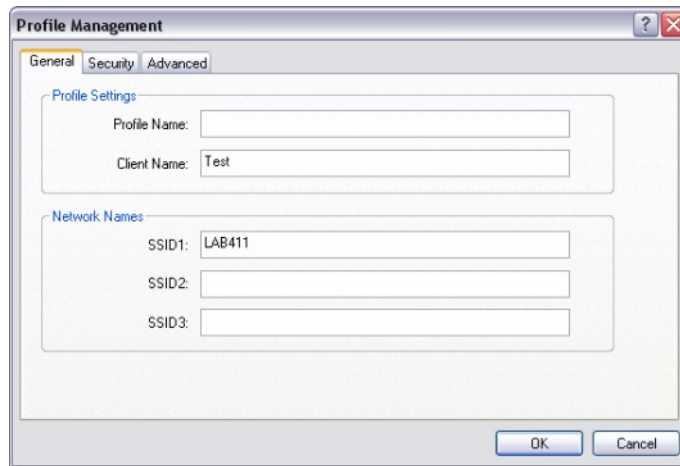 Profile Management
General Security Advanced
Profile Settings
Profile Name:
Client Name: Test
Network Names
SSID1: LAB411
SSID2:
SSID3:
OK Cancel